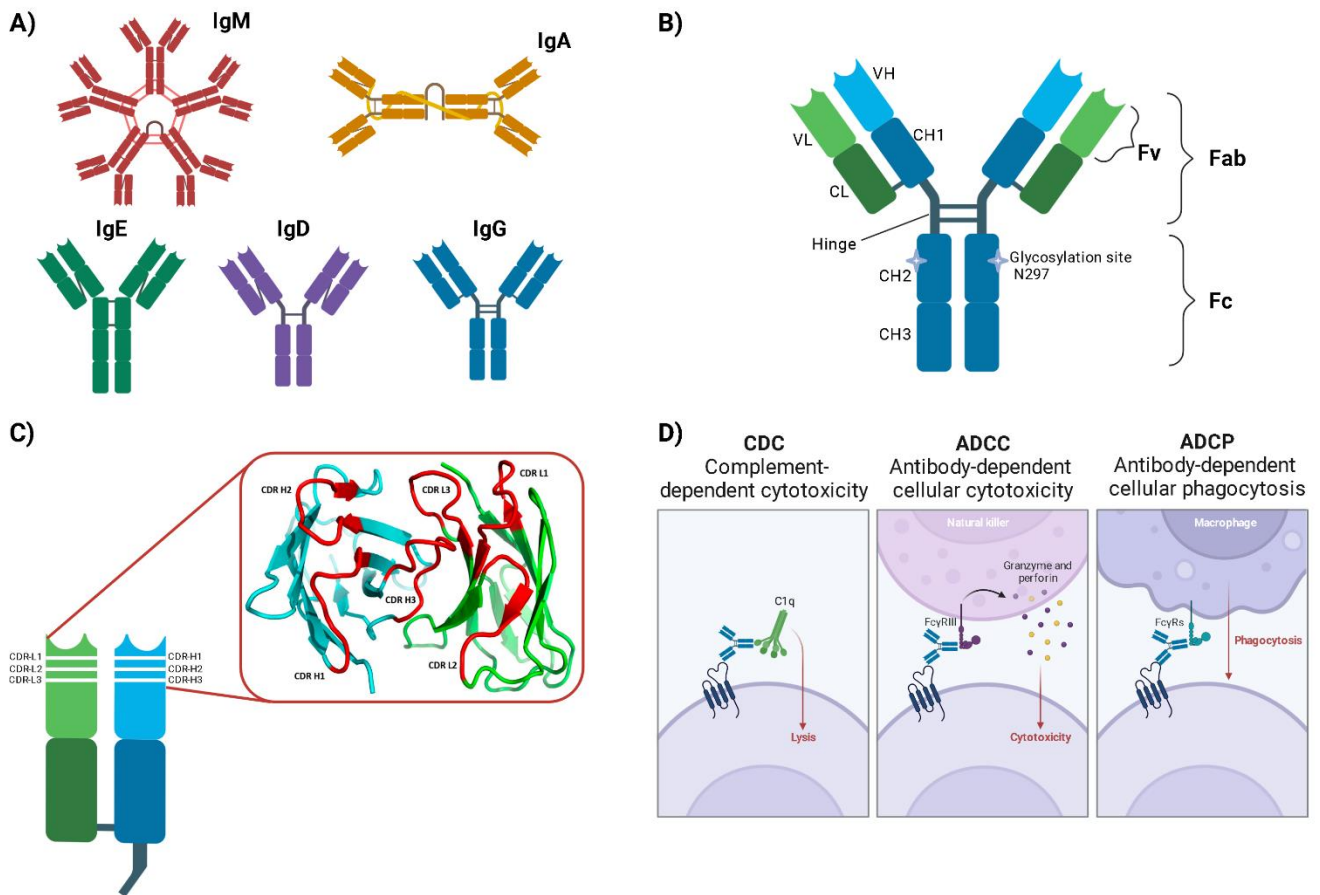 A)
IgM
IgA
IgE
IgD
IgG
B)
VH
VL
CH1
CL
Fv
Fab
Hinge
CH2
Glycosylation site
N297
CH3
Fc
C)
CDR H2
CDR L3
CDR L1
CDR H3
CDR L2
CDR H1
CDR-L1
CDR-L2
CDR-L3
CDR-H1
CDR-H2
CDR-H3
D)
CDC
Complement-
dependent cytotoxicity
C1q
Lysis
ADCC
Antibody-dependent
cellular cytotoxicity
Natural killer
Granzyme and
perforin
FcγRIII
Cytotoxicity
ADCP
Antibody-dependent
cellular phagocytosis
Macrophage
FcγRs
Phagocytosis